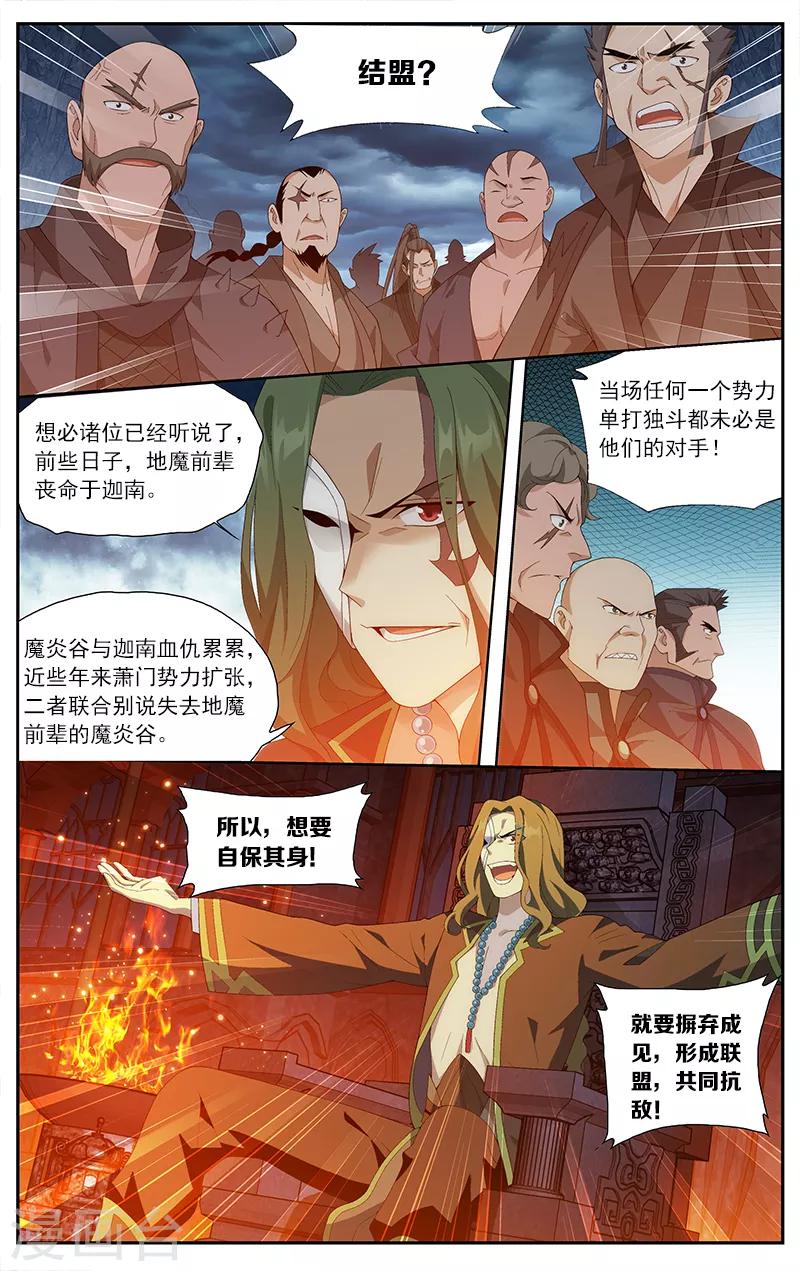 结盟?
想必诸位已经听说了，
前些日子，地魔前辈
丧命于迦南。
魔炎谷与迦南血仇累累，
近些年来萧门势力扩张，
二者联合别说失去地魔
前辈的魔炎谷。
当场任何一个势力
单打独斗都未必是
他们的对手！
所以，想要
自保其身!
就要摒弃成
见，形成联
盟，共同抗
敌!
漫画台